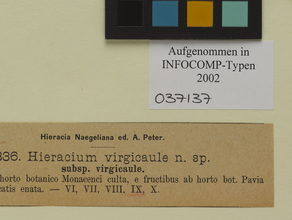 Aufgenommen in
INFOCOMP-Typen
2002
037137
Hieracia Naegeliana ed. A. Peter.
336. Hieracium virgicaule n. sp.
subsp. virgicaule.
horto botanico Monacensi culta, e fructibus ab horto bot. Pavia
catis enata. — VI, VII, VIII, IX, X.